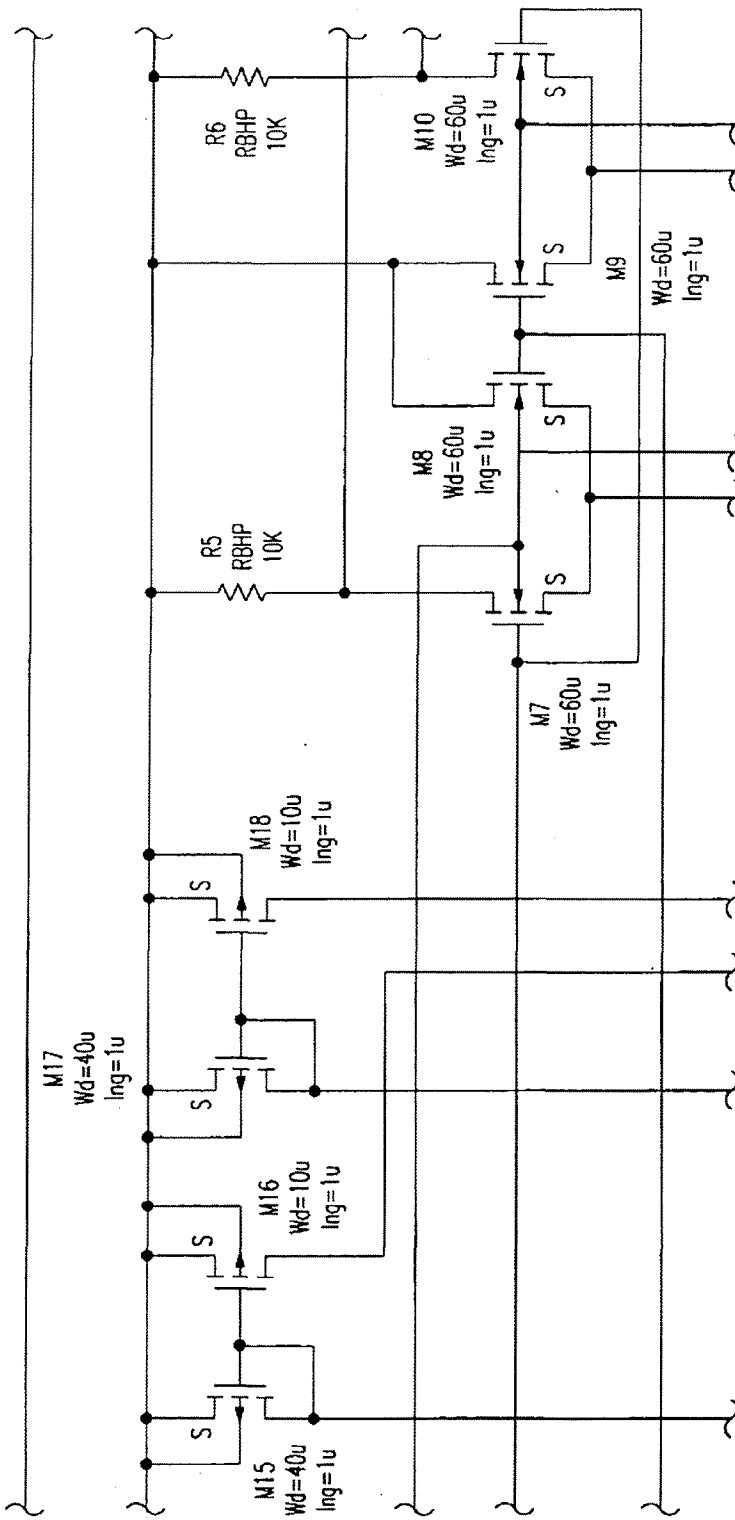 M17
Wd=40u
lng=1u
S
S
S
S
M15
Wd=40u
lng=1u
M16
Wd=10u
lng=1u
M18
Wd=10u
lng=1u
R5
RBHP
10K
R6
RBHP
10K
M7
Wd=60u
lng=1u
S
M8
Wd=60u
lng=1u
S
S
M9
Wd=60u
lng=1u
M10
Wd=60u
lng=1u
S